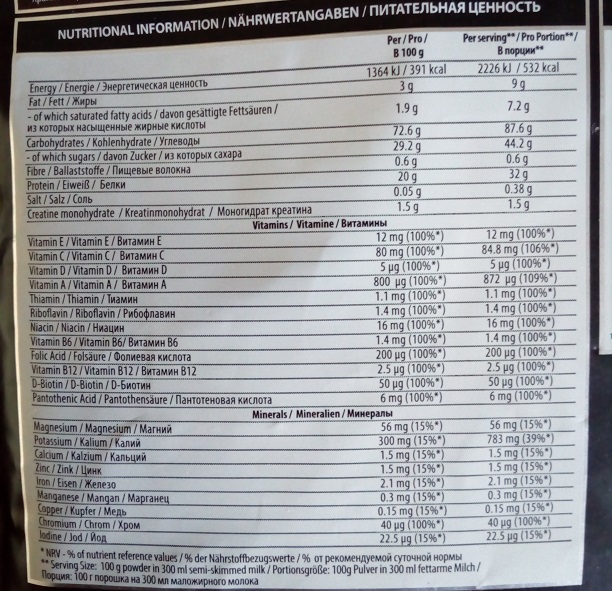 NUTRITIONAL INFORMATION / NÄHRWERTANGABEN / ПИТАТЕЛЬНАЯ ЦЕННОСТЬ
Per / Pro / Per serving** / Pro Portion** /
В 100 g В порции**
Energy / Energie / Энергетическая ценность 1364 kJ / 391 kcal 2226 kJ / 532 kcal
Fat / Fett / Жиры 3 g 9 g
- of which saturated fatty acids / davon gesättigte Fettsäuren /
из которых насыщенные жирные кислоты 1.9 g 7.2 g
Carbohydrates / Kohlenhydrate / Углеводы 72.6 g 87.6 g
- of which sugars / davon Zucker / из которых сахара 29.2 g 44.2 g
Fibre / Ballaststoffe / Пищевые волокна 0.6 g 0.6 g
Protein / Eiweiß / Белки 20 g 32 g
Salt / Salz / Соль 0.05 g 0.38 g
Creatine monohydrate / Kreatinmonohydrat / Моногидрат креатина 1.5 g 1.5 g
Vitamins / Vitamine / Витамины
Vitamin E / Vitamin E / Витамин E 12 mg (100%*) 12 mg (100%*)
Vitamin C / Vitamin C / Витамин C 80 mg (100%*) 84.8 mg (106%*)
Vitamin D / Vitamin D / Витамин D 5 µg (100%*) 5 µg (100%*)
Vitamin A / Vitamin A / Витамин A 800 µg (100%*) 872 µg (109%*)
Thiamin / Thiamin / Тиамин 1.1 mg (100%*) 1.1 mg (100%*)
Riboflavin / Riboflavin / Рибофлавин 1.4 mg (100%*) 1.4 mg (100%*)
Niacin / Niacin / Ниацин 16 mg (100%*) 16 mg (100%*)
Vitamin B6 / Vitamin B6 / Витамин B6 1.4 mg (100%*) 1.4 mg (100%*)
Folic Acid / Folsäure / Фолиевая кислота 200 µg (100%*) 200 µg (100%*)
Vitamin B12 / Vitamin B12 / Витамин B12 2.5 µg (100%*) 2.5 µg (100%*)
D-Biotin / D-Biotin / D-Биотин 50 µg (100%*) 50 µg (100%*)
Pantothenic Acid / Pantothensäure / Пантотеновая кислота 6 mg (100%*) 6 mg (100%*)
Minerals / Mineralien / Минералы
Magnesium / Magnesium / Магний 56 mg (15%*) 56 mg (15%*)
Potassium / Kalium / Калий 300 mg (15%*) 783 mg (39%*)
Calcium / Kalzium / Кальций 1.5 mg (15%*) 1.5 mg (15%*)
Zinc / Zink / Цинк 1.5 mg (15%*) 1.5 mg (15%*)
Iron / Eisen / Железо 2.1 mg (15%*) 2.1 mg (15%*)
Manganese / Mangan / Марганец 0.3 mg (15%*) 0.3 mg (15%*)
Copper / Kupfer / Медь 0.15 mg (15%*) 0.15 mg (15%*)
Chromium / Chrom / Хром 40 µg (100%*) 40 µg (100%*)
Iodine / Jod / Йод 22.5 µg (15%*) 22.5 µg (15%*)
* NRV - % of nutrient reference values / % der Nährstoffbezugswerte / % от рекомендуемой суточной нормы
** Serving Size: 100 g powder in 300 ml semi-skimmed milk / Portionsgröße: 100g Pulver in 300 ml fettarme Milch /
Порция: 100 г порошка на 300 мл маложирного молока